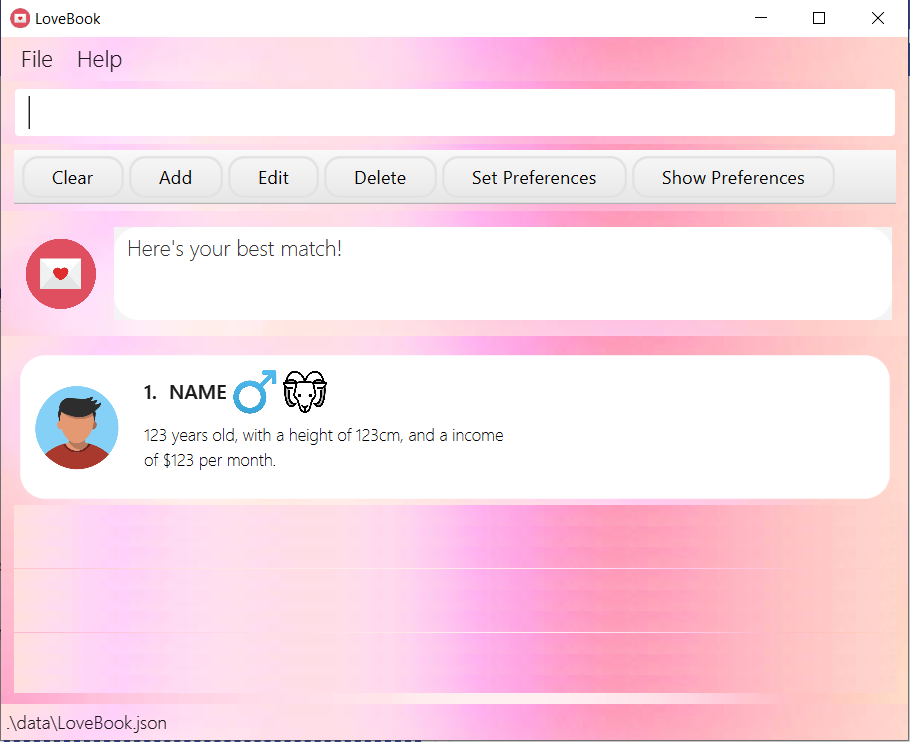 LoveBook
File Help
Clear Add Edit Delete Set Preferences Show Preferences
Here's your best match!
1. NAME
123 years old, with a height of 123cm, and a income
of $123 per month.
.\data\LoveBook.json